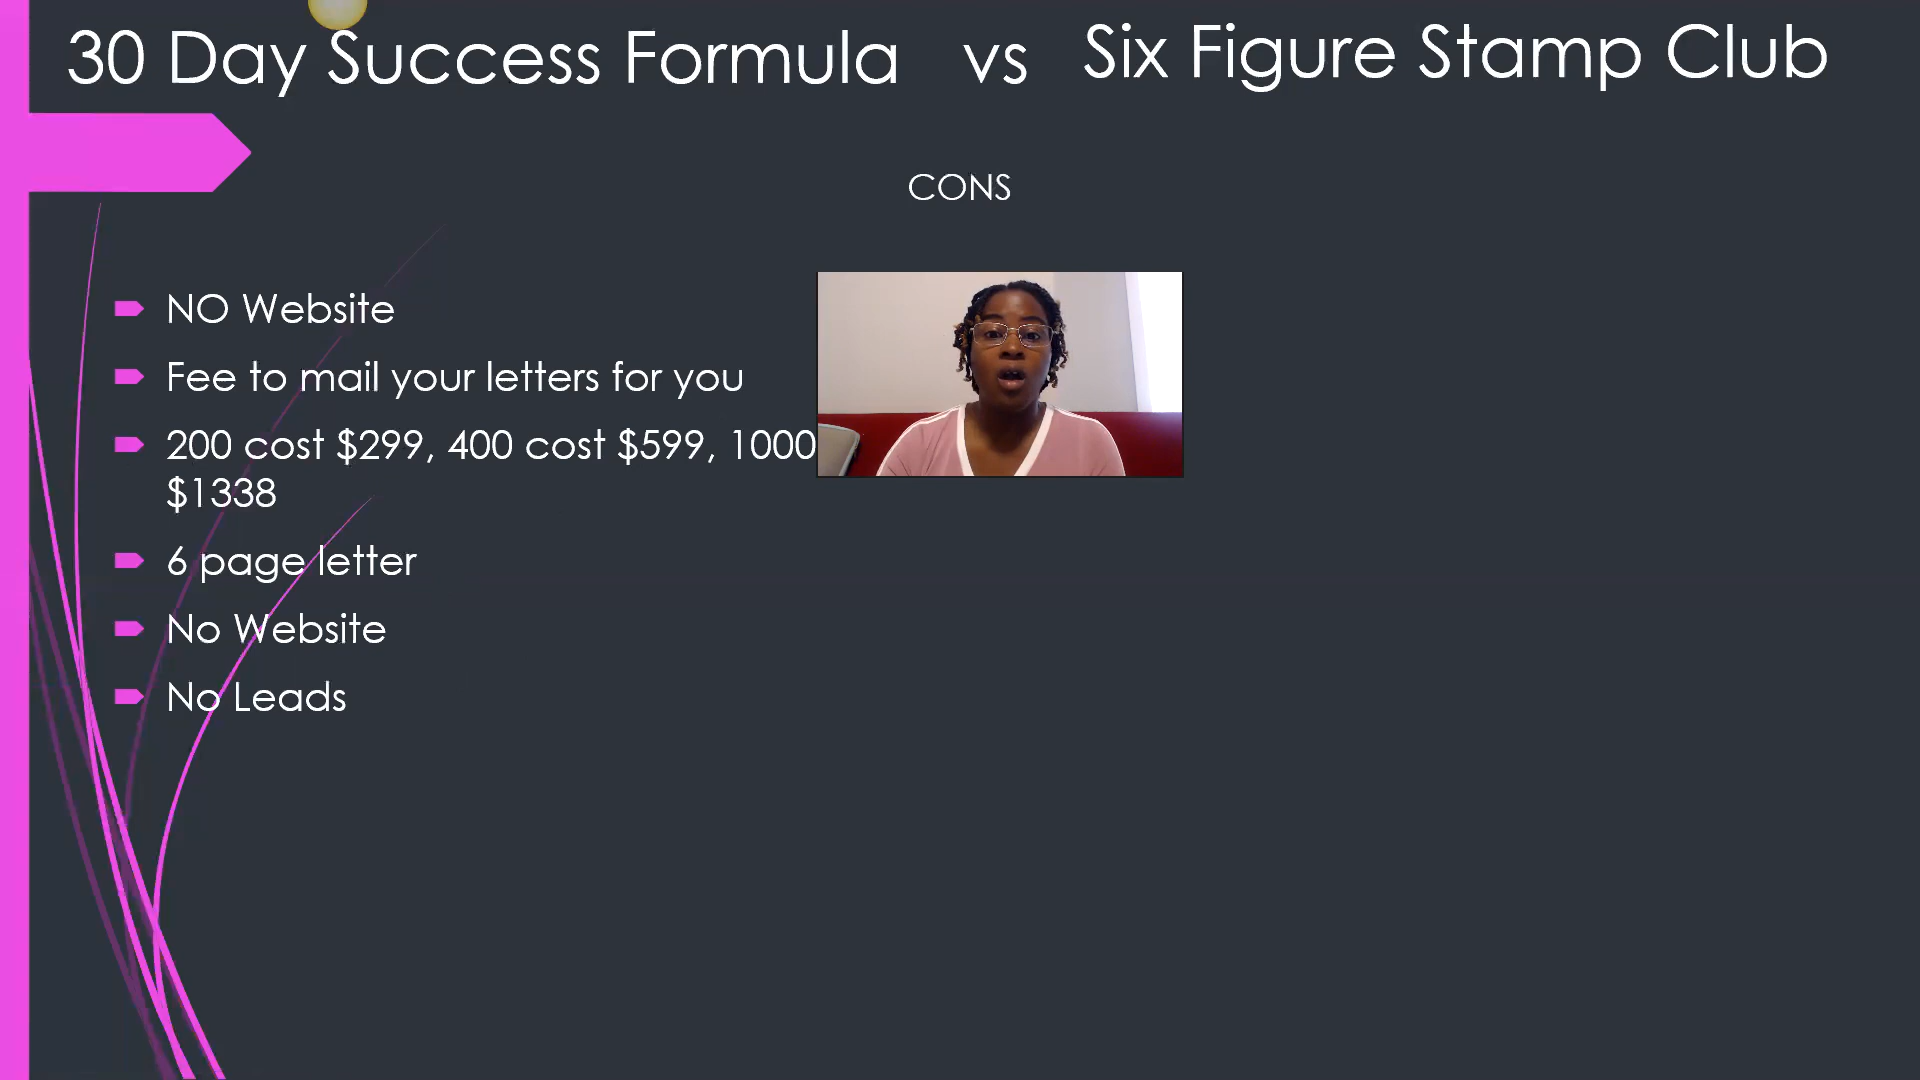 30 Day Success Formula vs Six Figure Stamp Club
CONS
NO Website
Fee to mail your letters for you
200 cost $299, 400 cost $599, 1000
$1338
6 page letter
No Website
No Leads